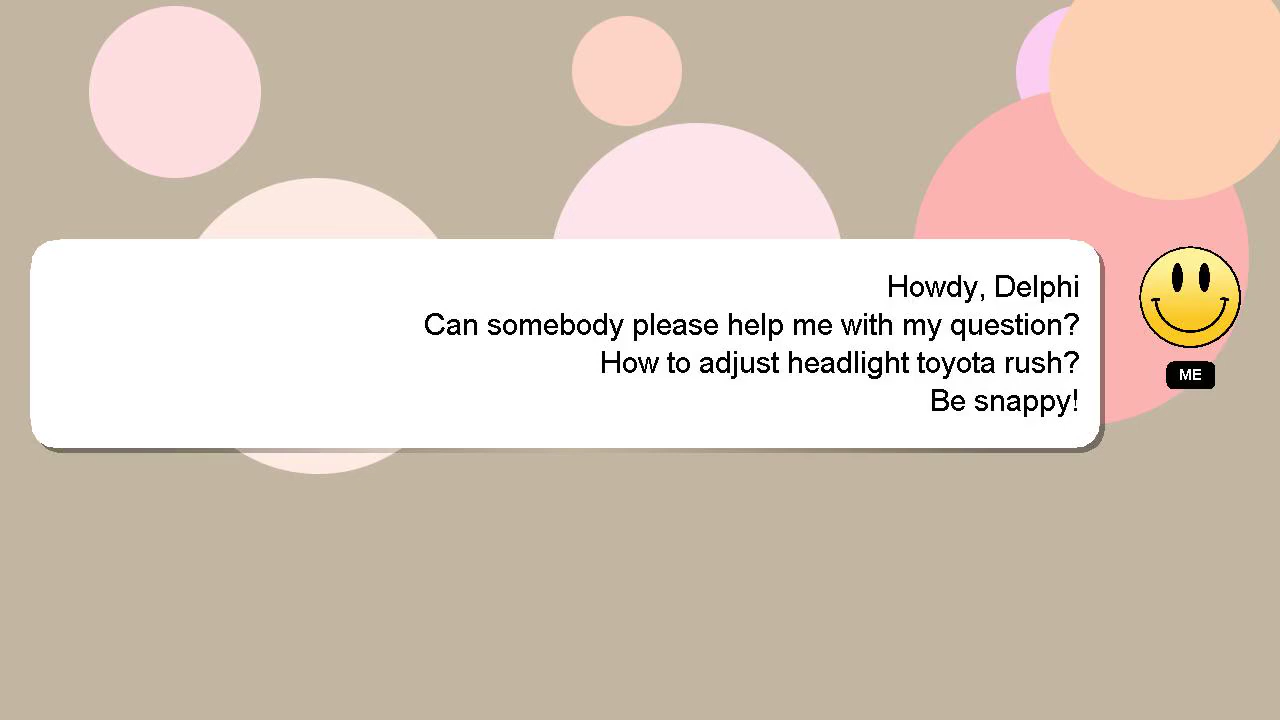 Howdy, Delphi
Can somebody please help me with my question?
How to adjust headlight toyota rush?
Be snappy!
ME